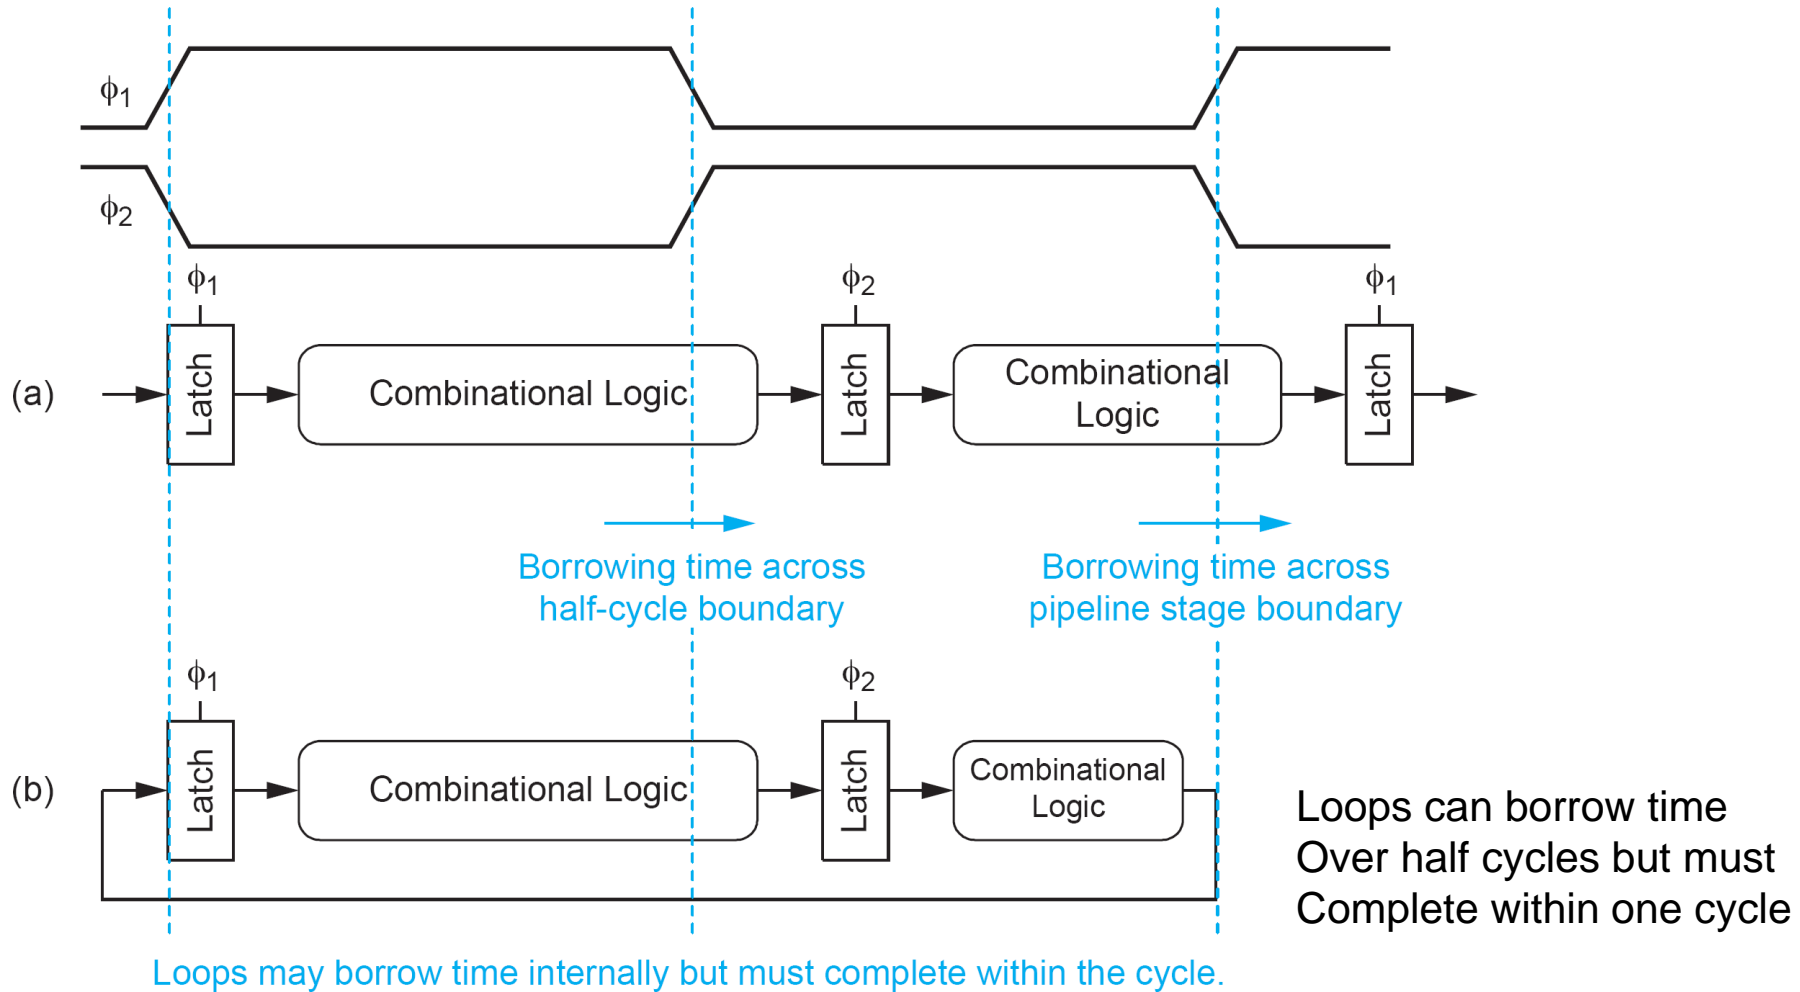 ϕ1
ϕ2
ϕ1
ϕ2
ϕ1
(a)
Latch
Combinational Logic
Latch
Combinational
Logic
Latch
Borrowing time across
half-cycle boundary
Borrowing time across
pipeline stage boundary
ϕ1
ϕ2
(b)
Latch
Combinational Logic
Latch
Combinational
Logic
Loops can borrow time
Over half cycles but must
Complete within one cycle
Loops may borrow time internally but must complete within the cycle.